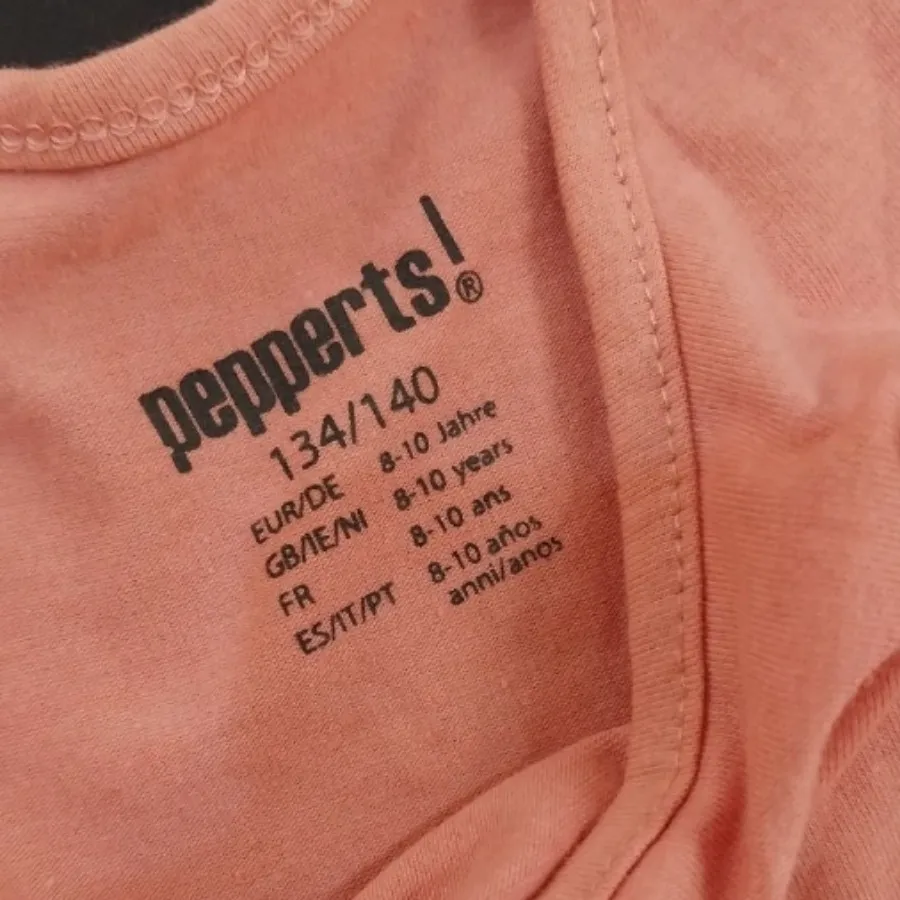 pepperts!®
134/140
EUR/DE 8-10 Jahre
GB/IE/NI 8-10 years
FR 8-10 ans
ES/IT/PT 8-10 años
anni/anos